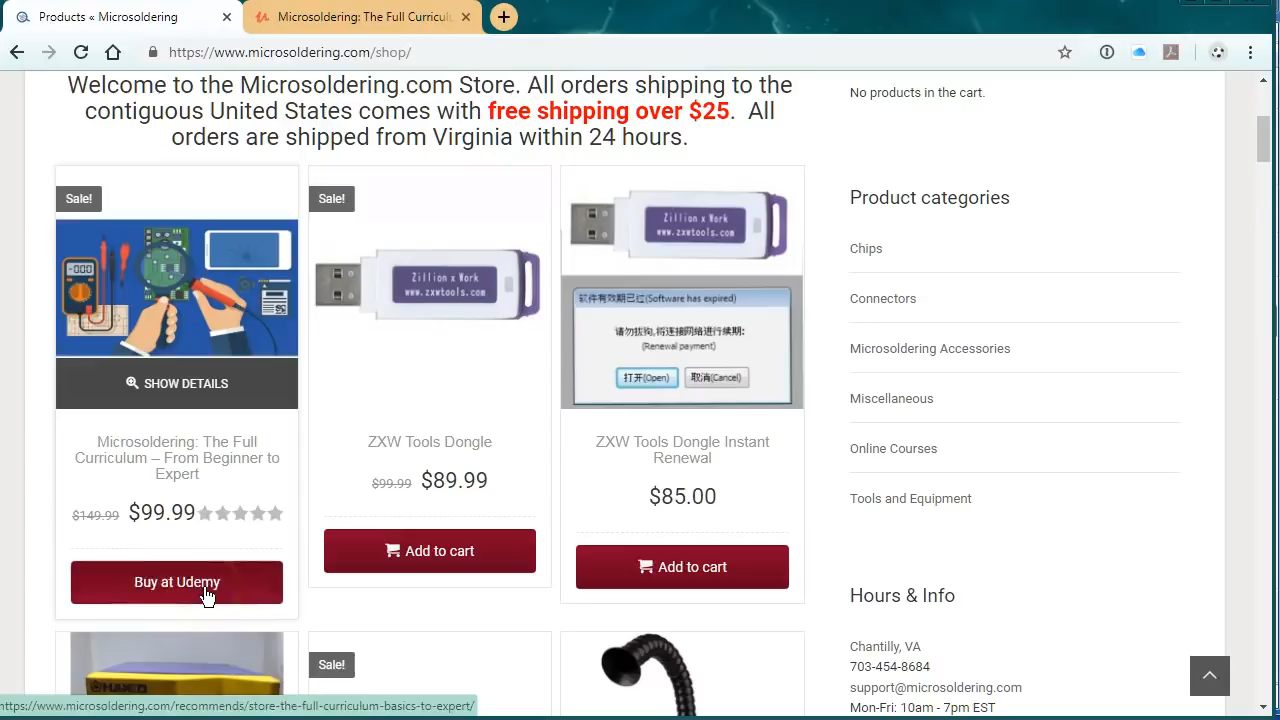 Products « Microsoldering
Microsoldering: The Full Curricul
https://www.microsoldering.com/shop/
Welcome to the Microsoldering.com Store. All orders shipping to the
contiguous United States comes with free shipping over $25. All
orders are shipped from Virginia within 24 hours.
Sale!
-000
SHOW DETAILS
Microsoldering: The Full
Curriculum – From Beginner to
Expert
$149.99 $99.99
Buy at Udemy
Sale!
Zillion x Work
www.zxwtools.com
ZXW Tools Dongle
$99.99 $89.99
Add to cart
Zillion x Work
www.zxwtools.com
软件有效期已过(Software has expired)
请勿拔狗,将连接网络进行续期:
(Renewal payment)
打开(Open)
取消(Cancel)
ZXW Tools Dongle Instant
Renewal
$85.00
Add to cart
Sale!
No products in the cart.
Product categories
Chips
Connectors
Microsoldering Accessories
Miscellaneous
Online Courses
Tools and Equipment
Hours & Info
Chantilly, VA
703-454-8684
support@microsoldering.com
Mon-Fri: 10am - 7pm EST
https://www.microsoldering.com/recommends/store-the-full-curriculum-basics-to-expert/